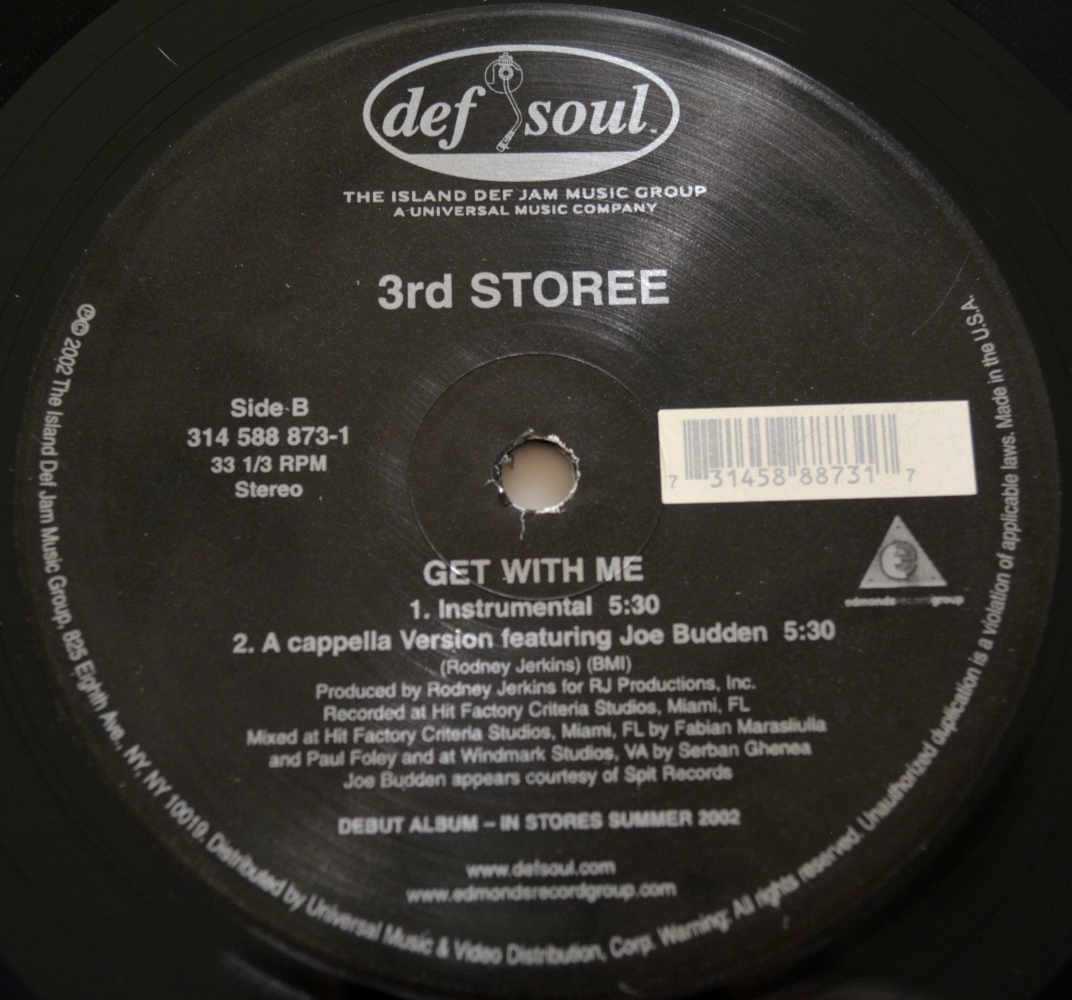 def soul™
THE ISLAND DEF JAM MUSIC GROUP
A UNIVERSAL MUSIC COMPANY
3rd STOREE
Side B
314 588 873-1
33 1/3 RPM
Stereo
7 31458 88731 7
edmonds record group
GET WITH ME
1. Instrumental 5:30
2. A cappella Version featuring Joe Budden 5:30
(Rodney Jerkins) (BMI)
Produced by Rodney Jerkins for RJ Productions, Inc.
Recorded at Hit Factory Criteria Studios, Miami, FL
Mixed at Hit Factory Criteria Studios, Miami, FL by Fabian Marasiulla
and Paul Foley and at Windmark Studios, VA by Serban Ghenea
Joe Budden appears courtesy of Spit Records
DEBUT ALBUM – IN STORES SUMMER 2002
www.defsoul.com
www.edmondsrecordgroup.com
℗© 2002 The Island Def Jam Music Group, 825 Eighth Ave., NY, NY 10019. Distributed by Universal Music & Video Distribution, Corp. Warning: All rights reserved. Unauthorized duplication is a violation of applicable laws. Made in the U.S.A.